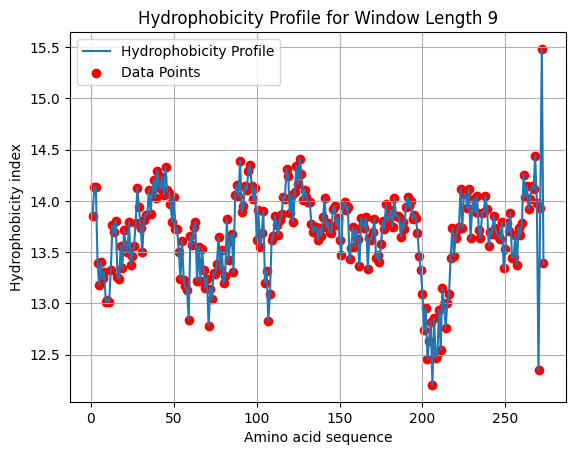 Hydrophobicity Profile for Window Length 9
Hydrophobicity Profile
Data Points
Hydrophobicity index
15.5
15.0
14.5
14.0
13.5
13.0
12.5
0 50 100 150 200 250
Amino acid sequence